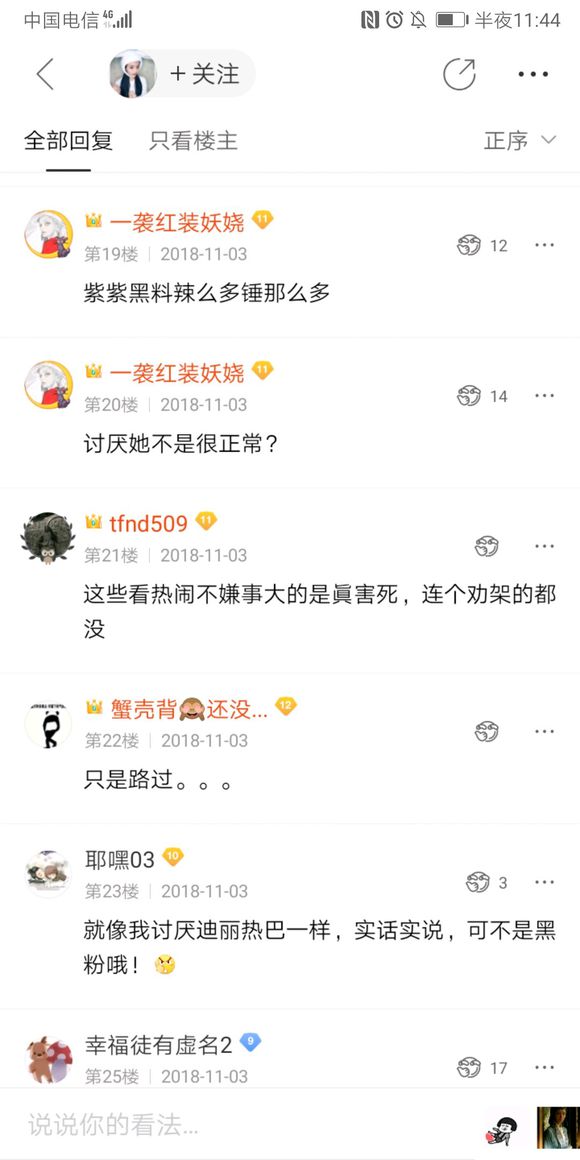 中国电信 4G 半夜11:44
+ 关注
全部回复 只看楼主 正序
一袭红装妖娆 11
第19楼 | 2018-11-03 12
紫紫黑料辣么多锤那么多
一袭红装妖娆 11
第20楼 | 2018-11-03 14
讨厌她不是很正常？
tfnd509 11
第21楼 | 2018-11-03
这些看热闹不嫌事大的是眞害死，连个劝架的都
没
蟹壳背🙈还没... 12
第22楼 | 2018-11-03
只是路过。。。
耶嘿03 10
第23楼 | 2018-11-03 3
就像我讨厌迪丽热巴一样，实话实说，可不是黑
粉哦！
幸福徒有虚名2 9
第25楼 | 2018-11-03 17
说说你的看法...